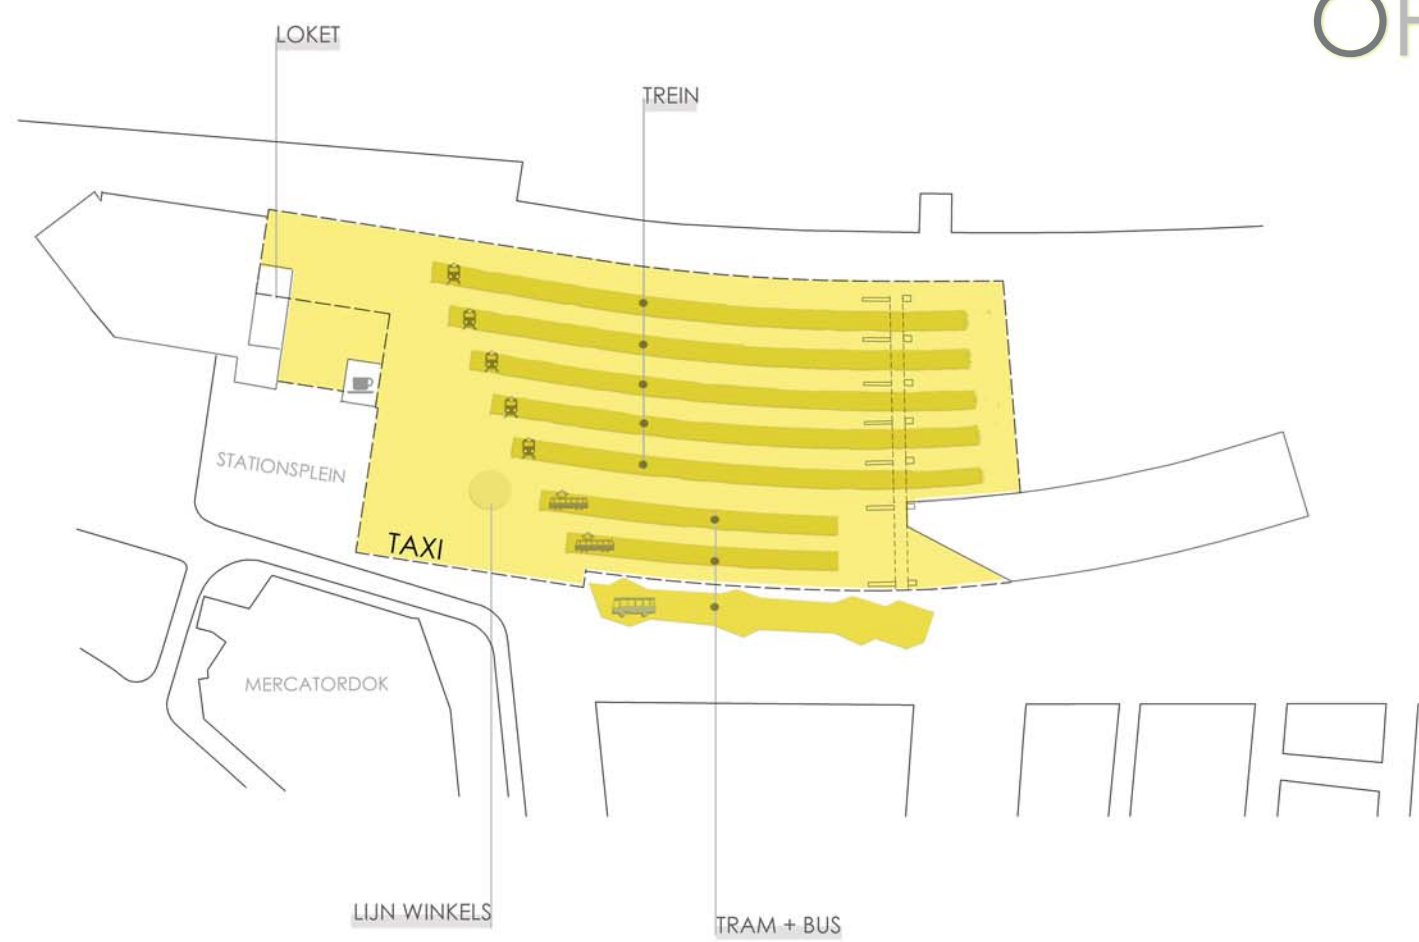 LOKET
TREIN
STATIONSPLEIN
TAXI
MERCATORDOK
LIJN WINKELS
TRAM + BUS